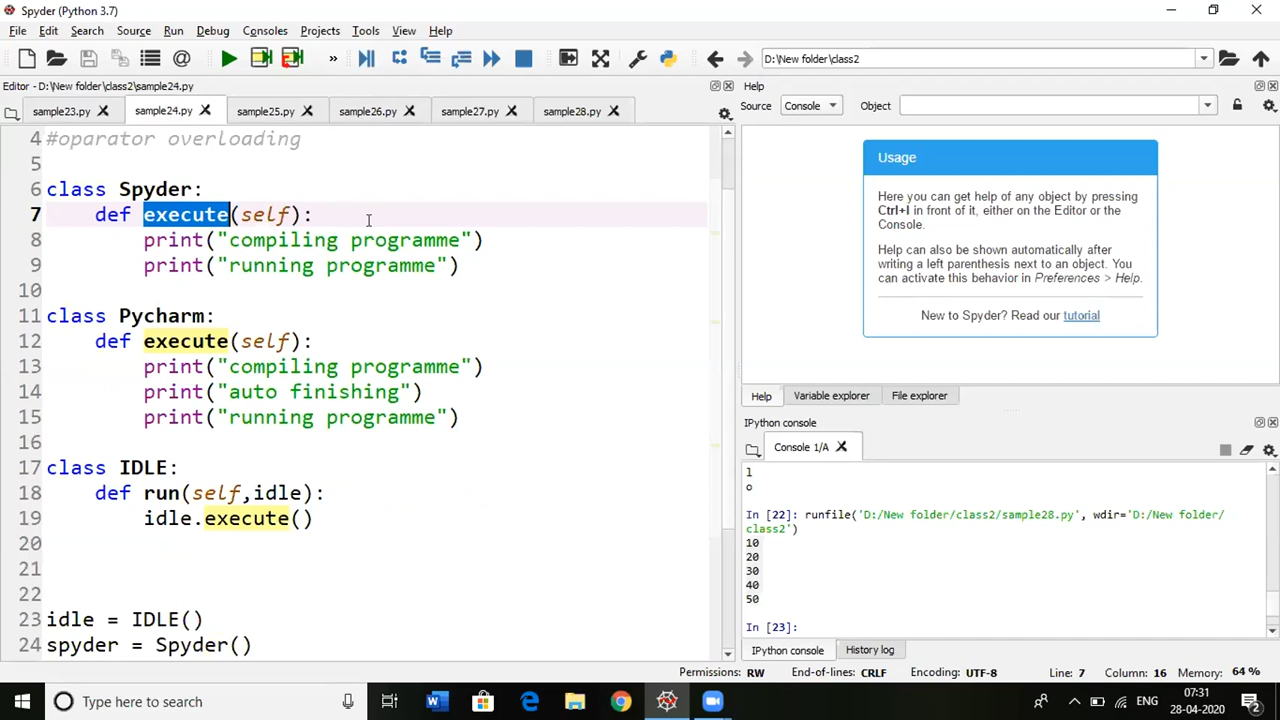 Spyder (Python 3.7)
File Edit Search Source Run Debug Consoles Projects Tools View Help
D:\New folder\class2
Editor - D:\New folder\class2\sample24.py
sample23.py sample24.py sample25.py sample26.py sample27.py sample28.py
4 #oparator overloading
5
6 class Spyder:
7 def execute(self):
8 print("compiling programme")
9 print("running programme")
10
11 class Pycharm:
12 def execute(self):
13 print("compiling programme")
14 print("auto finishing")
15 print("running programme")
16
17 class IDLE:
18 def run(self,idle):
19 idle.execute()
20
21
22
23 idle = IDLE()
24 spyder = Spyder()
Help
Source Console Object
Usage
Here you can get help of any object by pressing
Ctrl+I in front of it, either on the Editor or the
Console.
Help can also be shown automatically after
writing a left parenthesis next to an object. You
can activate this behavior in Preferences > Help.
New to Spyder? Read our tutorial
Help Variable explorer File explorer
IPython console
Console 1/A
l
o
In [22]: runfile('D:/New folder/class2/sample28.py', wdir='D:/New folder/
class2')
10
20
30
40
50
In [23]:
IPython console History log
Permissions: RW End-of-lines: CRLF Encoding: UTF-8 Line: 7 Column: 16 Memory: 64 %
Type here to search
ENG
07:31
28-04-2020
2